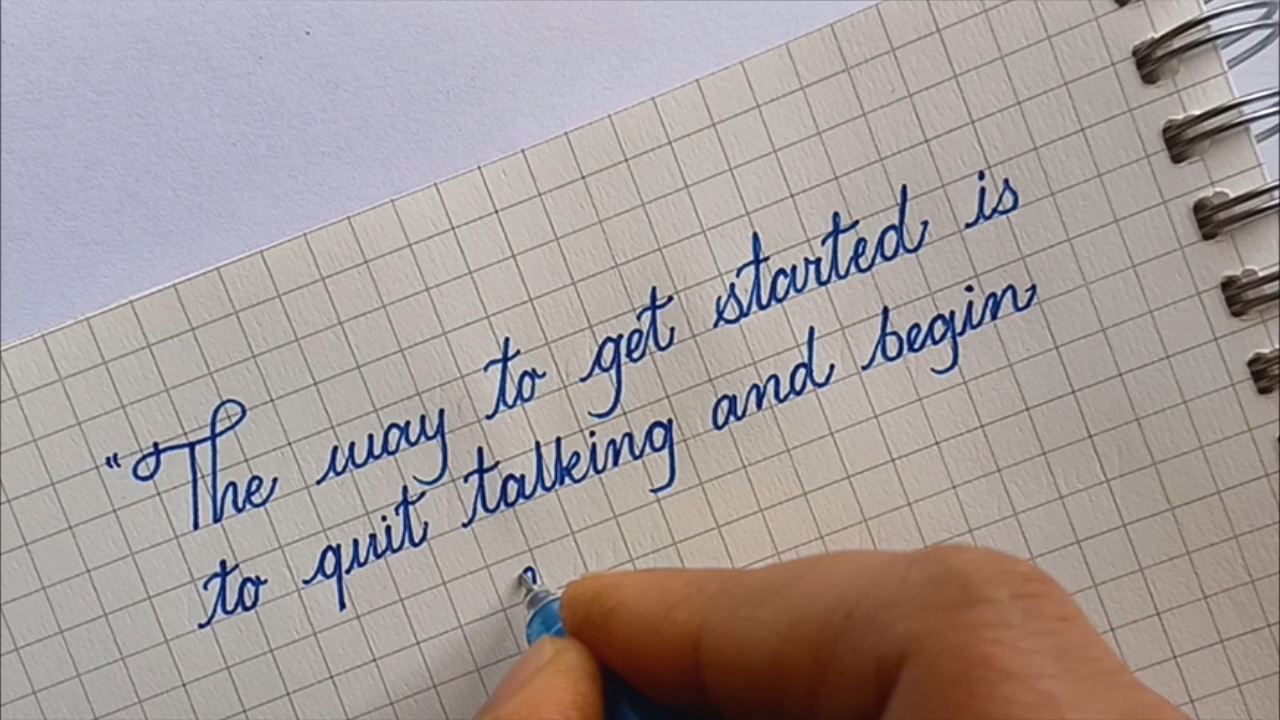 “The way to get started is
to quit talking and begin